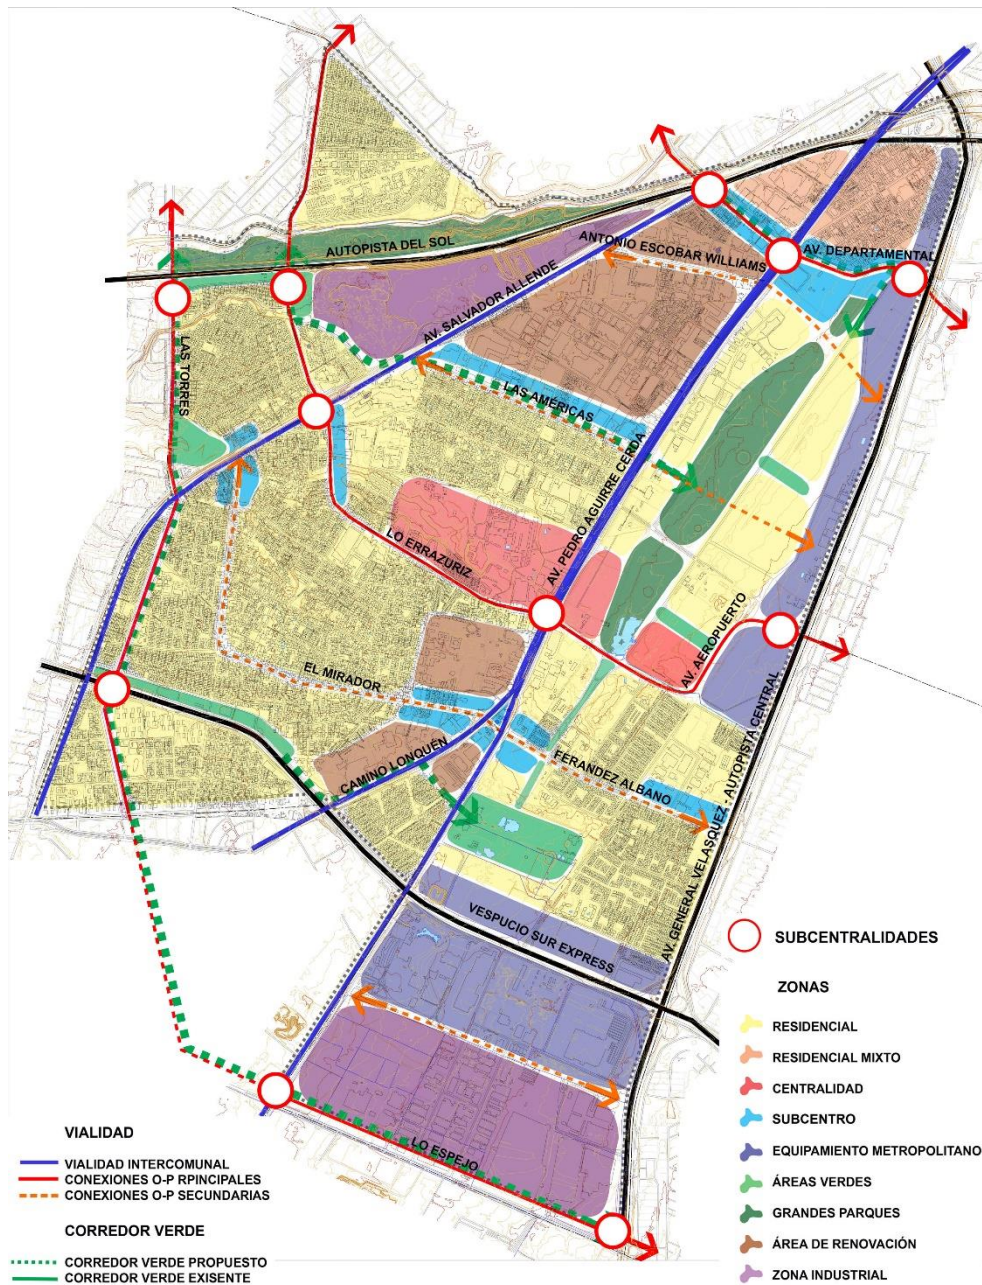 AUTOPISTA DEL SOL
ANTONIO ESCOBAR WILLIAMS
AV. DEPARTAMENTAL
AV. SALVADOR ALLENDE
LAS TORRES
LAS AMÉRICAS
AV. PEDRO AGUIRRE CERDA
LO ERRAZURIZ
AV. AEROPUERTO
EL MIRADOR
CAMINO LONQUÉN
FERANDEZ ALBANO
AV. GENERAL VELASQUEZ - AUTOPISTA CENTRAL
VESPUCIO SUR EXPRESS
LO ESPEJO
SUBCENTRALIDADES
ZONAS
RESIDENCIAL
RESIDENCIAL MIXTO
CENTRALIDAD
SUBCENTRO
EQUIPAMIENTO METROPOLITANO
ÁREAS VERDES
GRANDES PARQUES
ÁREA DE RENOVACIÓN
ZONA INDUSTRIAL
VIALIDAD
VIALIDAD INTERCOMUNAL
CONEXIONES O-P RPINCIPALES
CONEXIONES O-P SECUNDARIAS
CORREDOR VERDE
CORREDOR VERDE PROPUESTO
CORREDOR VERDE EXISENTE